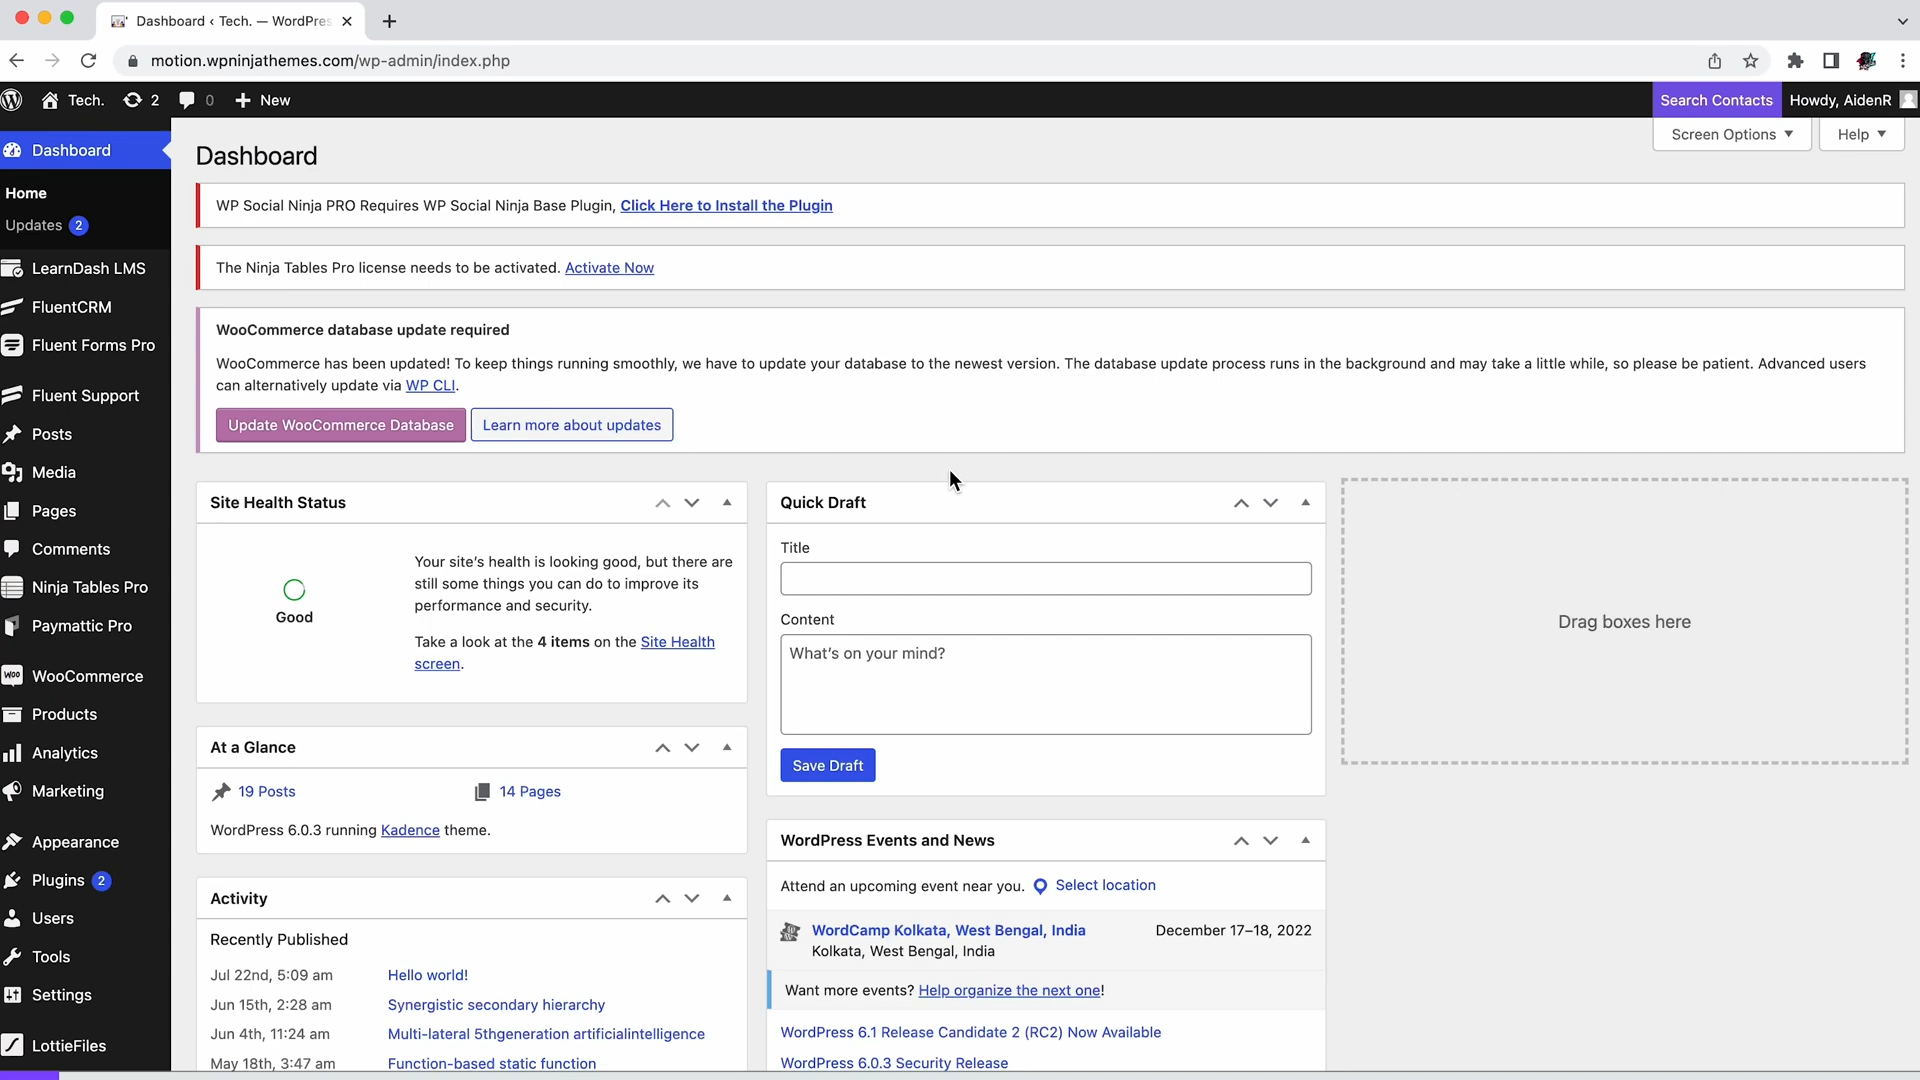 Dashboard ‹ Tech. — WordPres
motion.wpninjathemes.com/wp-admin/index.php
Tech.
2
0
New
Search Contacts
Howdy, AidenR
Screen Options
Help
Dashboard
Home
Updates 2
LearnDash LMS
FluentCRM
Fluent Forms Pro
Fluent Support
Posts
Media
Pages
Comments
Ninja Tables Pro
Paymattic Pro
Woo WooCommerce
Products
Analytics
Marketing
Appearance
Plugins 2
Users
Tools
Settings
LottieFiles
Dashboard
WP Social Ninja PRO Requires WP Social Ninja Base Plugin, Click Here to Install the Plugin
The Ninja Tables Pro license needs to be activated. Activate Now
WooCommerce database update required
WooCommerce has been updated! To keep things running smoothly, we have to update your database to the newest version. The database update process runs in the background and may take a little while, so please be patient. Advanced users
can alternatively update via WP CLI.
Update WooCommerce Database
Learn more about updates
Site Health Status
Good
Your site's health is looking good, but there are
still some things you can do to improve its
performance and security.
Take a look at the 4 items on the Site Health
screen.
At a Glance
19 Posts
14 Pages
WordPress 6.0.3 running Kadence theme.
Activity
Recently Published
Jul 22nd, 5:09 am Hello world!
Jun 15th, 2:28 am Synergistic secondary hierarchy
Jun 4th, 11:24 am Multi-lateral 5thgeneration artificialintelligence
May 18th, 3:47 am Function-based static function
Quick Draft
Title
Content
What's on your mind?
Save Draft
WordPress Events and News
Attend an upcoming event near you. Select location
WordCamp Kolkata, West Bengal, India December 17–18, 2022
Kolkata, West Bengal, India
Want more events? Help organize the next one!
WordPress 6.1 Release Candidate 2 (RC2) Now Available
WordPress 6.0.3 Security Release
Drag boxes here